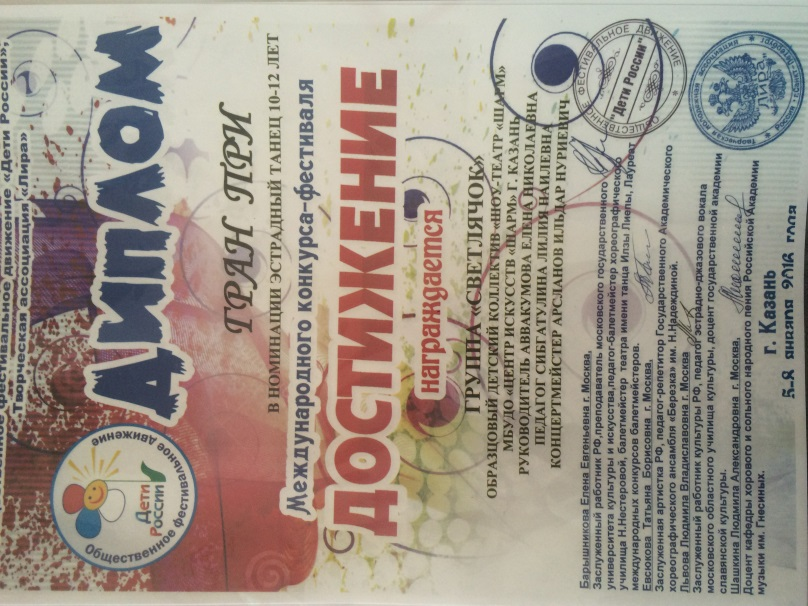 фестивальное движение «Дети России»,
Творческая ассоциация «Лира»
ДИПЛОМ
Дети России
Общественное фестивальное движение
ГРАН ПРИ
В НОМИНАЦИИ ЭСТРАДНЫЙ ТАНЕЦ 10-12 ЛЕТ
Международного конкурса-фестиваля
ДОСТИЖЕНИЕ
награждается
ГРУППА «СВЕТЛЯЧОК»
ОБРАЗЦОВЫЙ ДЕТСКИЙ КОЛЛЕКТИВ «ШОУ-ТЕАТР «ШАРМ»
МБУДО «ЦЕНТР ИСКУССТВ «ШАРМ» Г. КАЗАНЬ
РУКОВОДИТЕЛЬ АВВАКУМОВА ЕЛЕНА НИКОЛАЕВНА
ПЕДАГОГ СИБГАТУЛИНА ЛИЛИЯ НАИЛЕВНА
КОНЦЕРТМЕЙСТЕР АРСЛАНОВ ИЛЬДАР НУРИЕВИЧ
Барышникова Елена Евгеньевна г. Москва,
Заслуженный работник РФ,преподаватель московского государственного
университета культуры и искусства,педагог-балетмейстер хореографического
училища Н.Нестеровой, балетмейстер театра имени танца Илзы Лиепы, Лауреат
международных конкурсов балетмейстеров.
Евсюкова Татьяна Борисовна г. Москва,
Заслуженная артистка РФ, педагог-репетитор Государственного Академического
хореографического ансамбля «Березка» им. Н.Надеждиной.
Львова Людмила Владиславовна г. Москва
Заслуженный работник культуры РФ, педагог эстрадно-джазового вокала
московского областного училища культуры, доцент государственной академии
славянской культуры.
Шашкина Людмила Александровна г. Москва,
Доцент кафедры хорового и сольного народного пения Российской Академии
музыки им. Гнесиных.
ОБЩЕСТВЕННОЕ ФЕСТИВАЛЬНОЕ ДВИЖЕНИЕ
"Дети России"
ЛИРА
г. Казань
5-8 января 2016 года